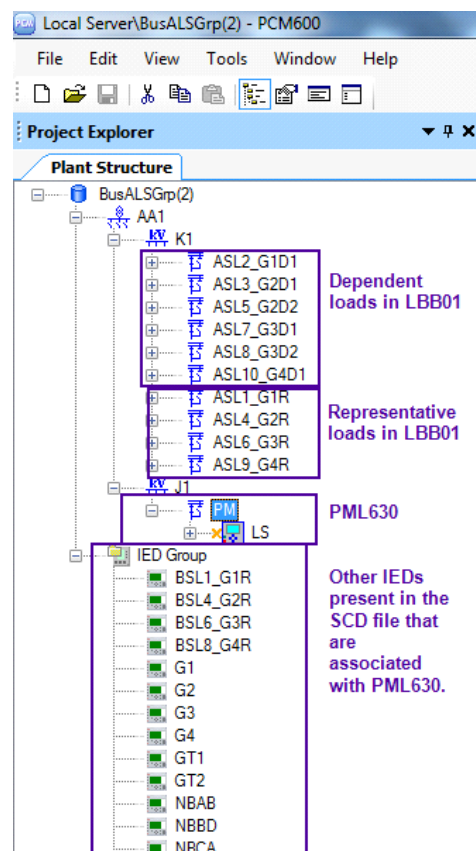 Local Server\BusALSGrp(2) - PCM600
File Edit View Tools Window Help
Project Explorer
Plant Structure
BusALSGrp(2)
AA1
K1
ASL2_G1D1
ASL3_G2D1
ASL5_G2D2
ASL7_G3D1
ASL8_G3D2
ASL10_G4D1
Dependent
loads in LBB01
ASL1_G1R
ASL4_G2R
ASL6_G3R
ASL9_G4R
Representative
loads in LBB01
J1
PM
LS
PML630
IED Group
BSL1_G1R
BSL4_G2R
BSL6_G3R
BSL8_G4R
G1
G2
G3
G4
GT1
GT2
NBAB
NBBD
NBCA
Other IEDs
present in the
SCD file that
are
associated
with PML630.